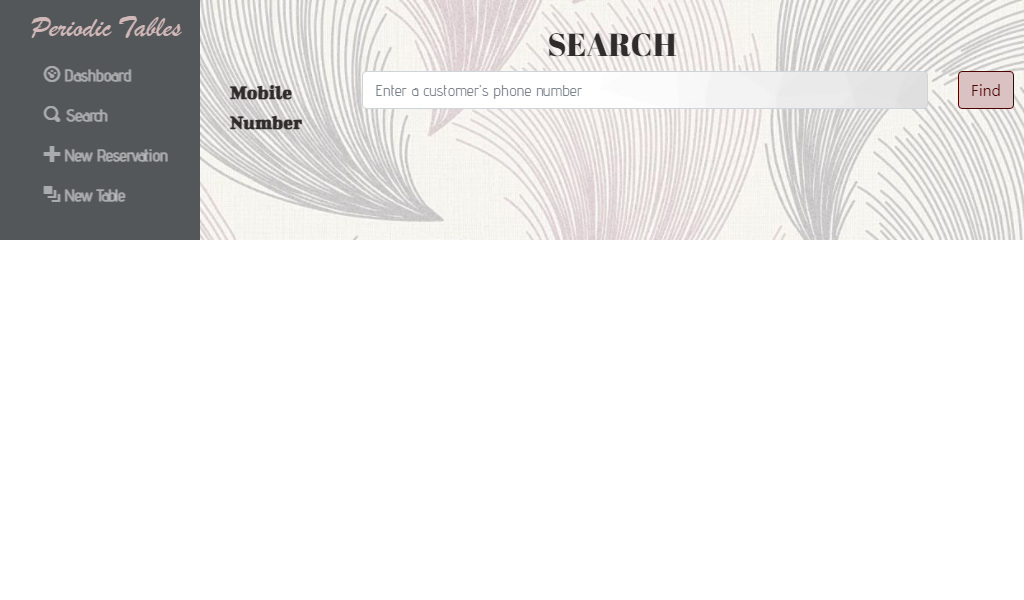 Periodic Tables
Dashboard
Search
New Reservation
New Table
SEARCH
Mobile
Number
Enter a customer's phone number
Find